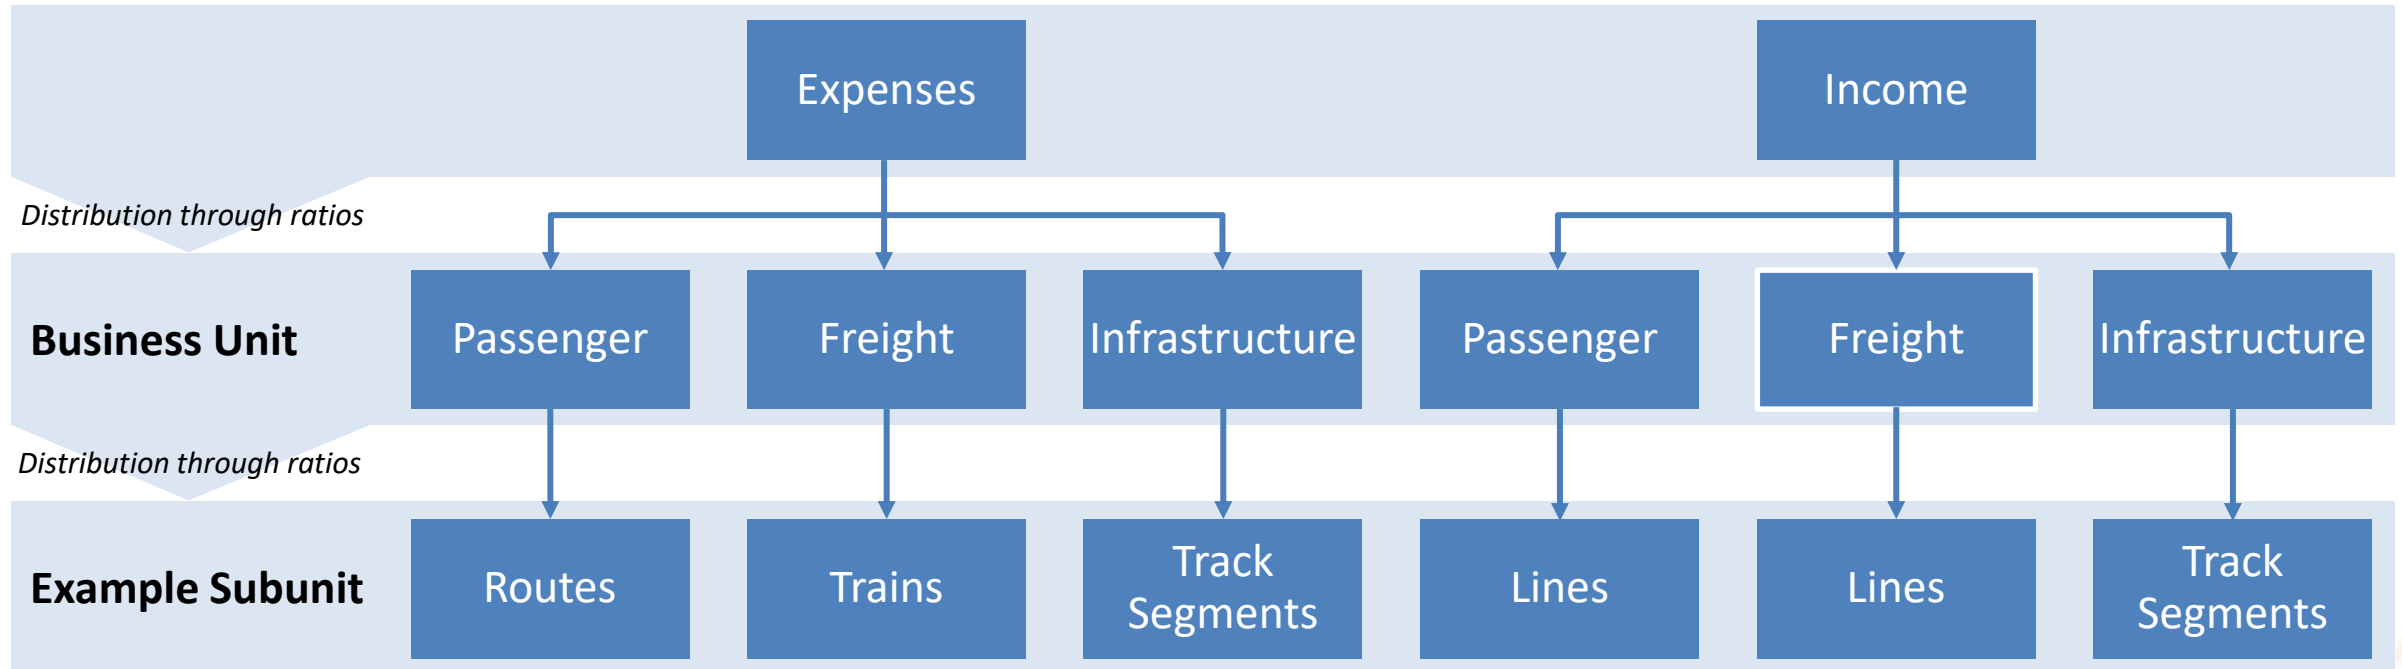 Expenses
Income
Distribution through ratios
Business Unit
Passenger
Freight
Infrastructure
Passenger
Freight
Infrastructure
Distribution through ratios
Example Subunit
Routes
Trains
Track
Segments
Lines
Lines
Track
Segments